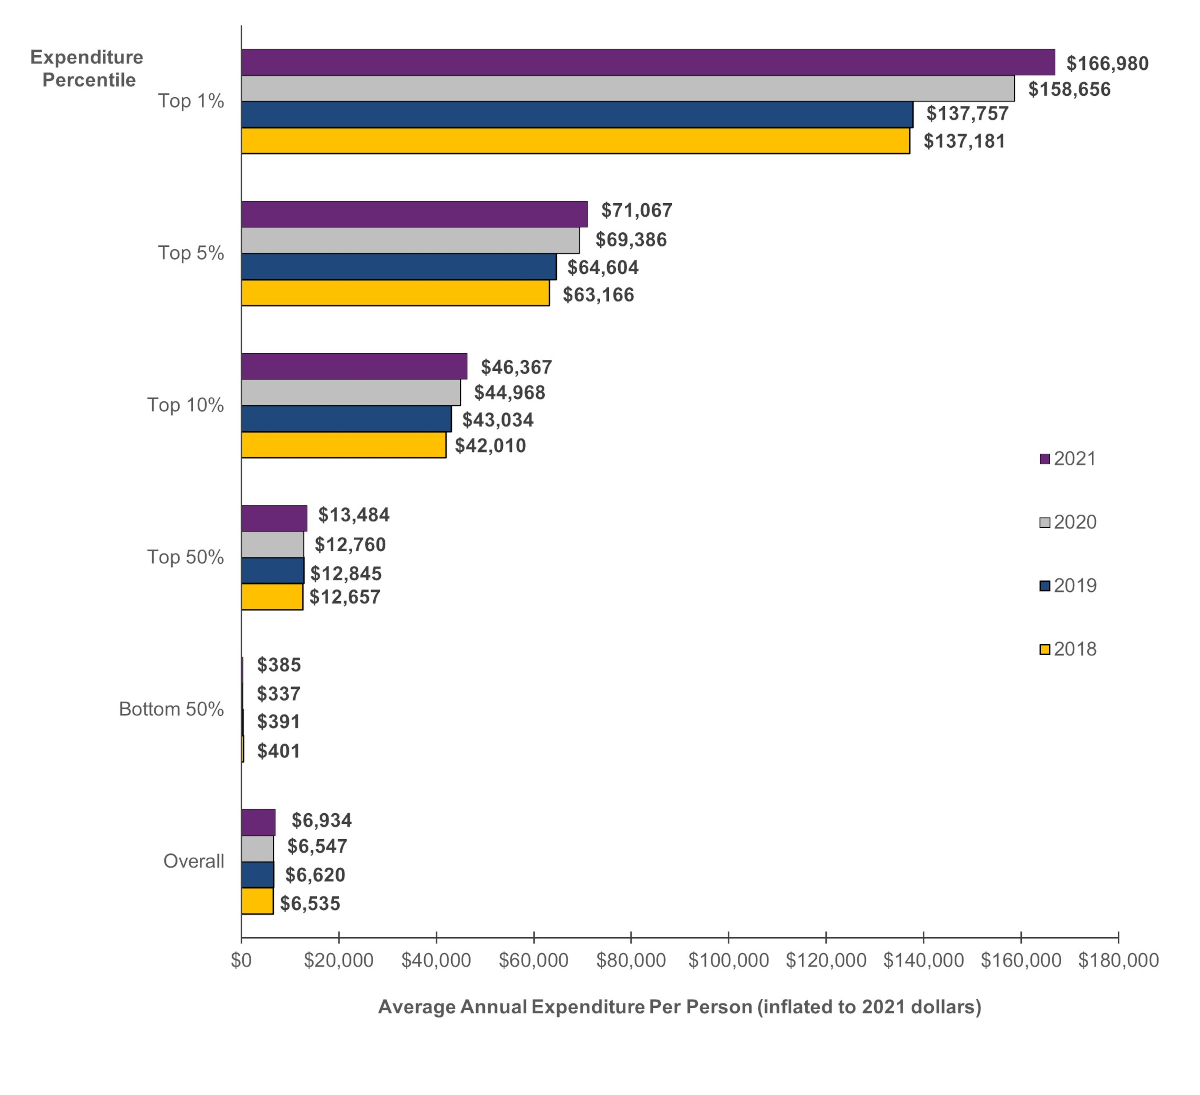 Expenditure
Percentile
Top 1%
$166,980
$158,656
$137,757
$137,181
Top 5%
$71,067
$69,386
$64,604
$63,166
Top 10%
$46,367
$44,968
$43,034
$42,010
Top 50%
$13,484
$12,760
$12,845
$12,657
Bottom 50%
$385
$337
$391
$401
Overall
$6,934
$6,547
$6,620
$6,535
2021
2020
2019
2018
$0 $20,000 $40,000 $60,000 $80,000 $100,000 $120,000 $140,000 $160,000 $180,000
Average Annual Expenditure Per Person (inflated to 2021 dollars)